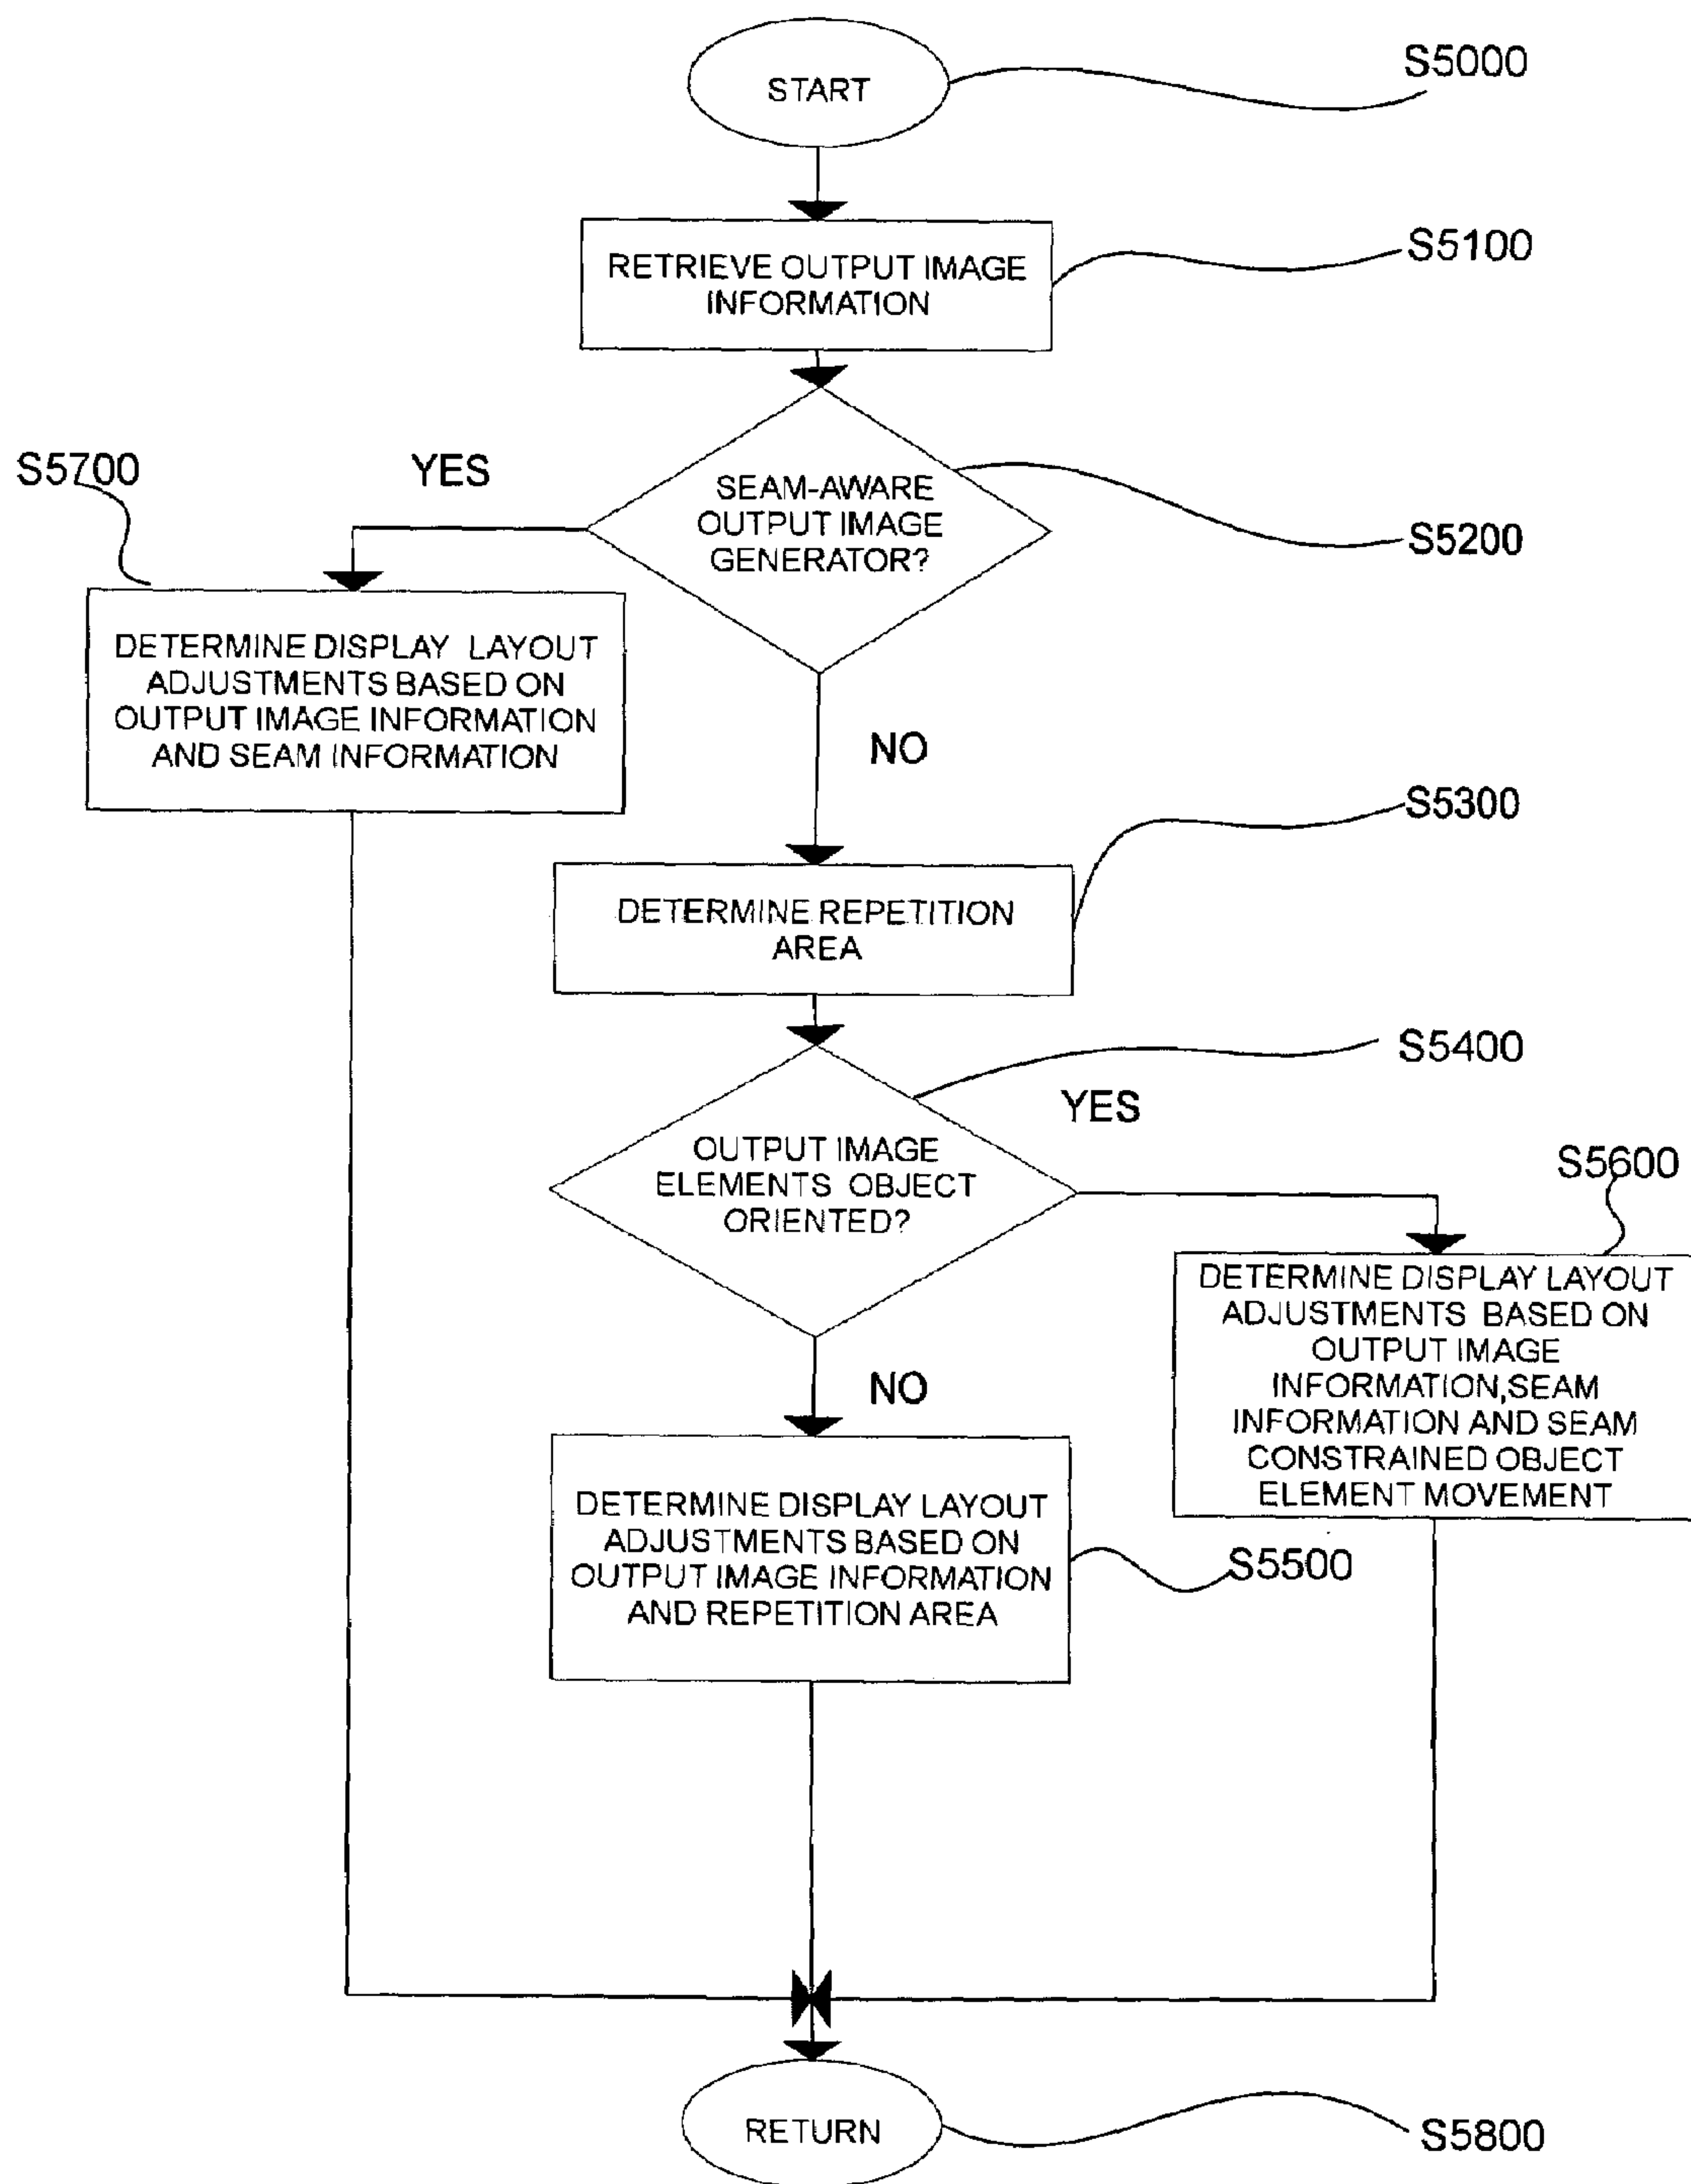 START
S5000
RETRIEVE OUTPUT IMAGE
INFORMATION
S5100
SEAM-AWARE
OUTPUT IMAGE
GENERATOR?
S5200
YES
S5700
DETERMINE DISPLAY LAYOUT
ADJUSTMENTS BASED ON
OUTPUT IMAGE INFORMATION
AND SEAM INFORMATION
NO
S5300
DETERMINE REPETITION
AREA
S5400
OUTPUT IMAGE
ELEMENTS OBJECT
ORIENTED?
YES
S5600
DETERMINE DISPLAY LAYOUT
ADJUSTMENTS BASED ON
OUTPUT IMAGE
INFORMATION,SEAM
INFORMATION AND SEAM
CONSTRAINED OBJECT
ELEMENT MOVEMENT
NO
DETERMINE DISPLAY LAYOUT
ADJUSTMENTS BASED ON
OUTPUT IMAGE INFORMATION
AND REPETITION AREA
S5500
RETURN
S5800